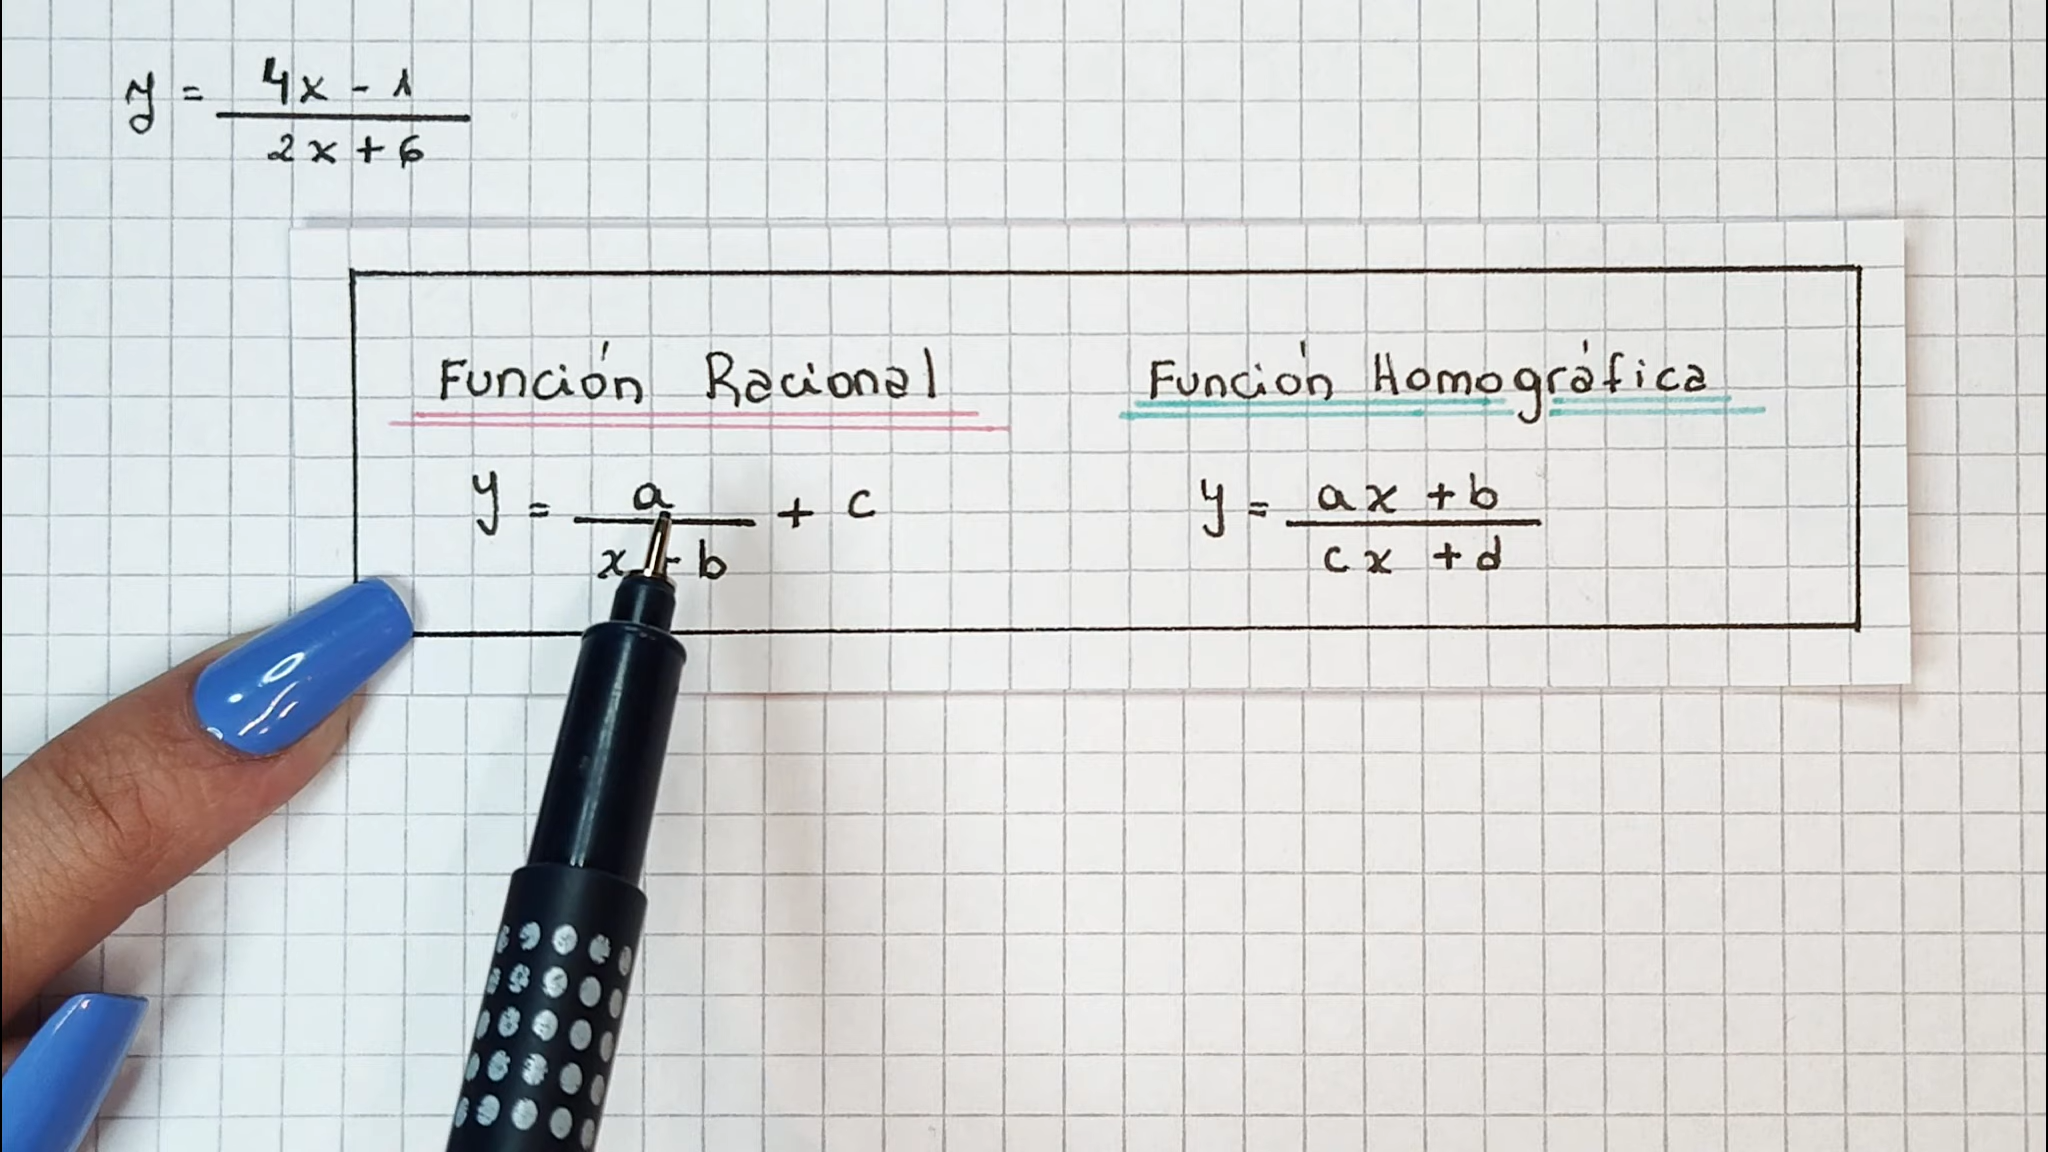 y = (4x - 1)/(2x + 6)
Función Racional
y = a/(x - b) + c
Función Homográfica
y = (ax + b)/(cx + d)